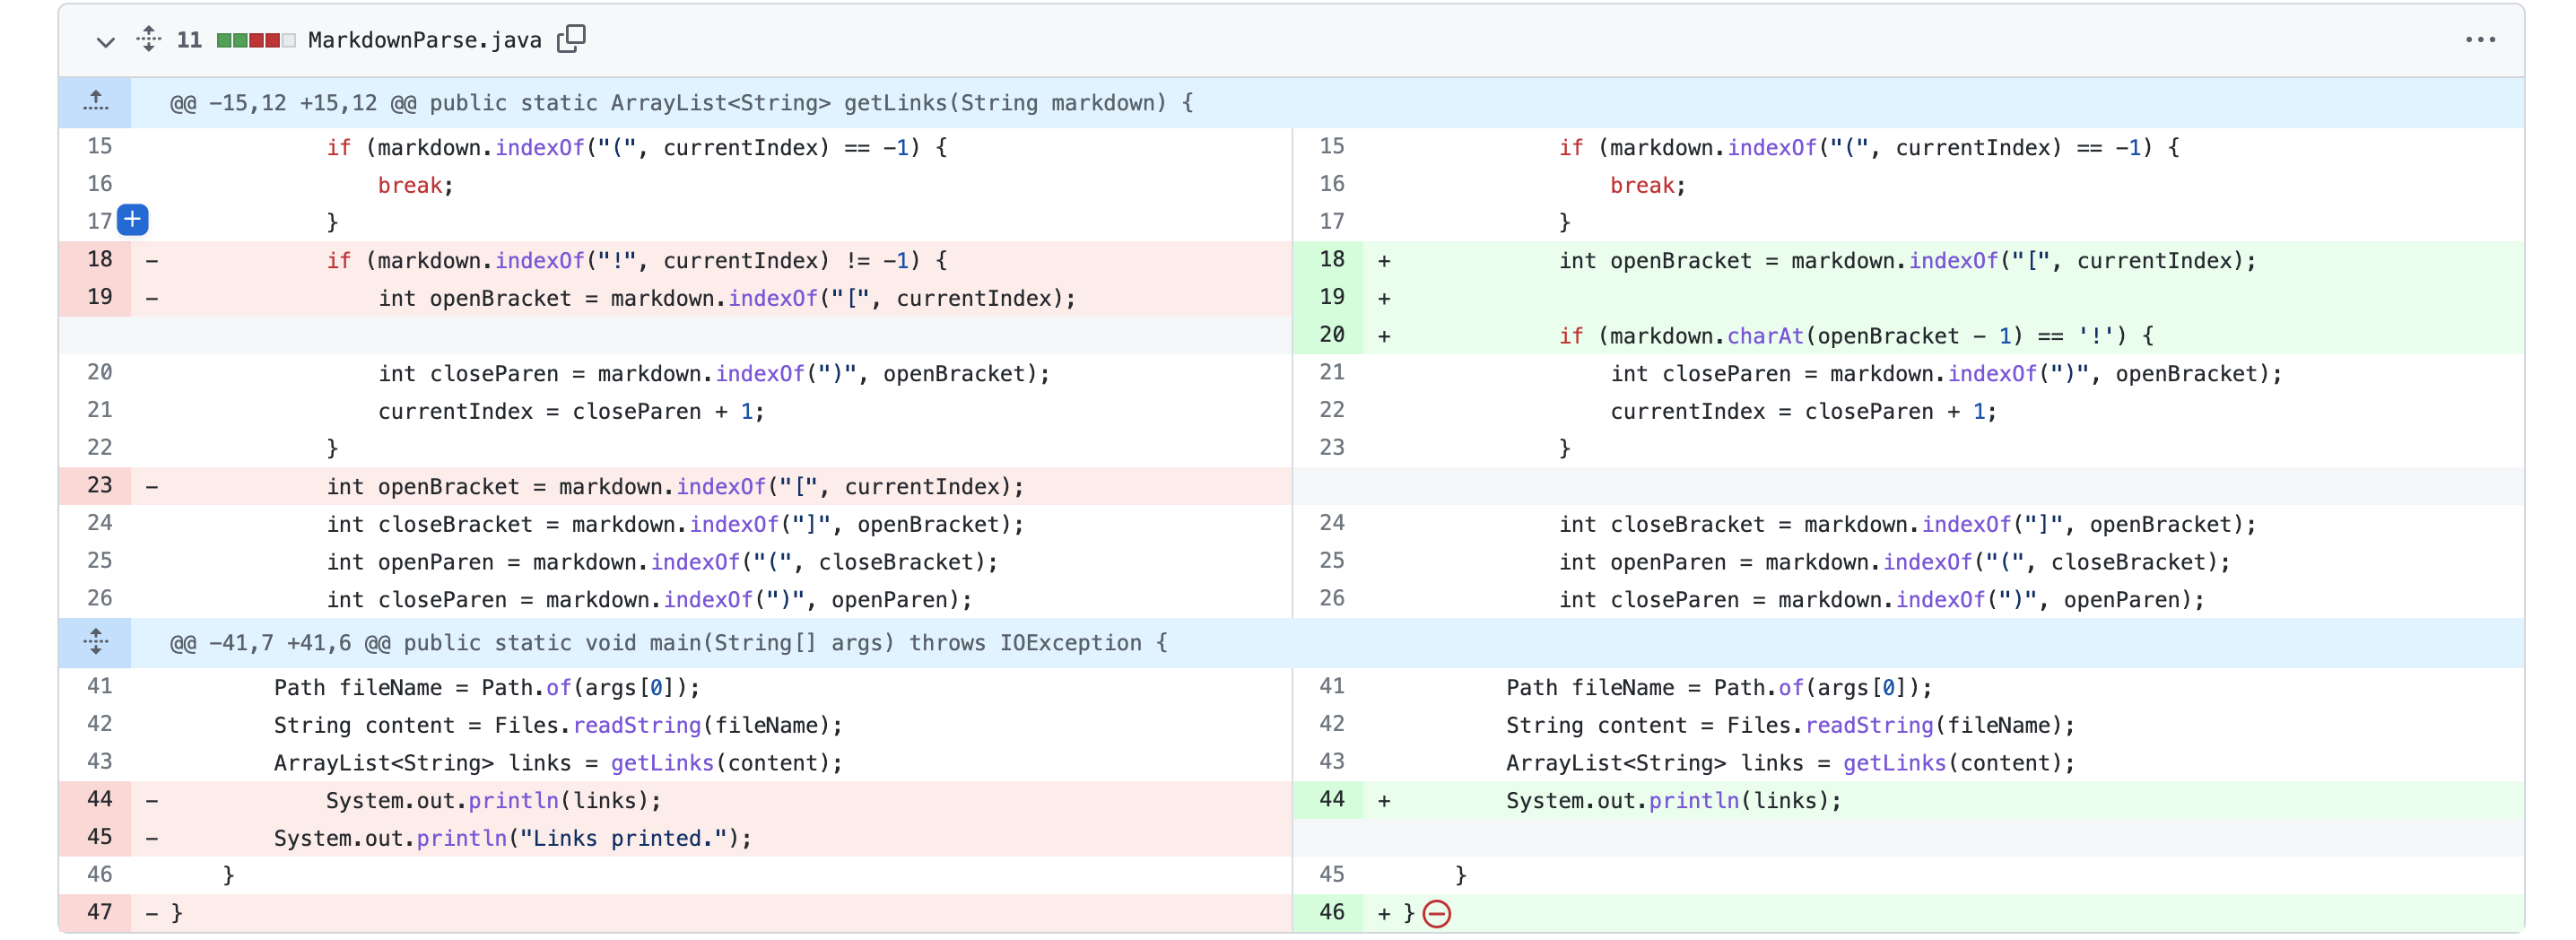 11 MarkdownParse.java
@@ -15,12 +15,12 @@ public static ArrayList<String> getLinks(String markdown) {
15 if (markdown.indexOf("(", currentIndex) == -1) {
16 break;
17 }
18 - if (markdown.indexOf("!", currentIndex) != -1) {
19 - int openBracket = markdown.indexOf("[", currentIndex);
20 int closeParen = markdown.indexOf(")", openBracket);
21 currentIndex = closeParen + 1;
22 }
23 - int openBracket = markdown.indexOf("[", currentIndex);
24 int closeBracket = markdown.indexOf("]", openBracket);
25 int openParen = markdown.indexOf("(", closeBracket);
26 int closeParen = markdown.indexOf(")", openParen);
15 if (markdown.indexOf("(", currentIndex) == -1) {
16 break;
17 }
18 + int openBracket = markdown.indexOf("[", currentIndex);
19 +
20 + if (markdown.charAt(openBracket - 1) == '!') {
21 int closeParen = markdown.indexOf(")", openBracket);
22 currentIndex = closeParen + 1;
23 }
24 int closeBracket = markdown.indexOf("]", openBracket);
25 int openParen = markdown.indexOf("(", closeBracket);
26 int closeParen = markdown.indexOf(")", openParen);
@@ -41,7 +41,6 @@ public static void main(String[] args) throws IOException {
41 Path fileName = Path.of(args[0]);
42 String content = Files.readString(fileName);
43 ArrayList<String> links = getLinks(content);
44 - System.out.println(links);
45 - System.out.println("Links printed.");
46 }
47 - }
41 Path fileName = Path.of(args[0]);
42 String content = Files.readString(fileName);
43 ArrayList<String> links = getLinks(content);
44 + System.out.println(links);
45 }
46 + }